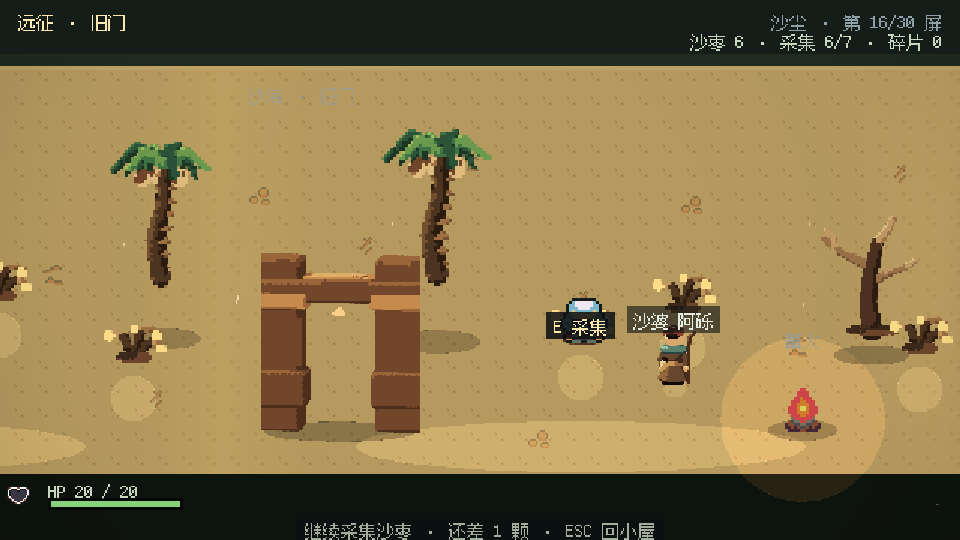 远征 · 旧门
沙尘 · 第 16/30 屏
沙枣 6 · 采集 6/7 · 碎片 0
E 采集
沙婆 阿砾
HP 20 / 20
继续采集沙枣 · 还差 1 颗 · ESC 回小屋